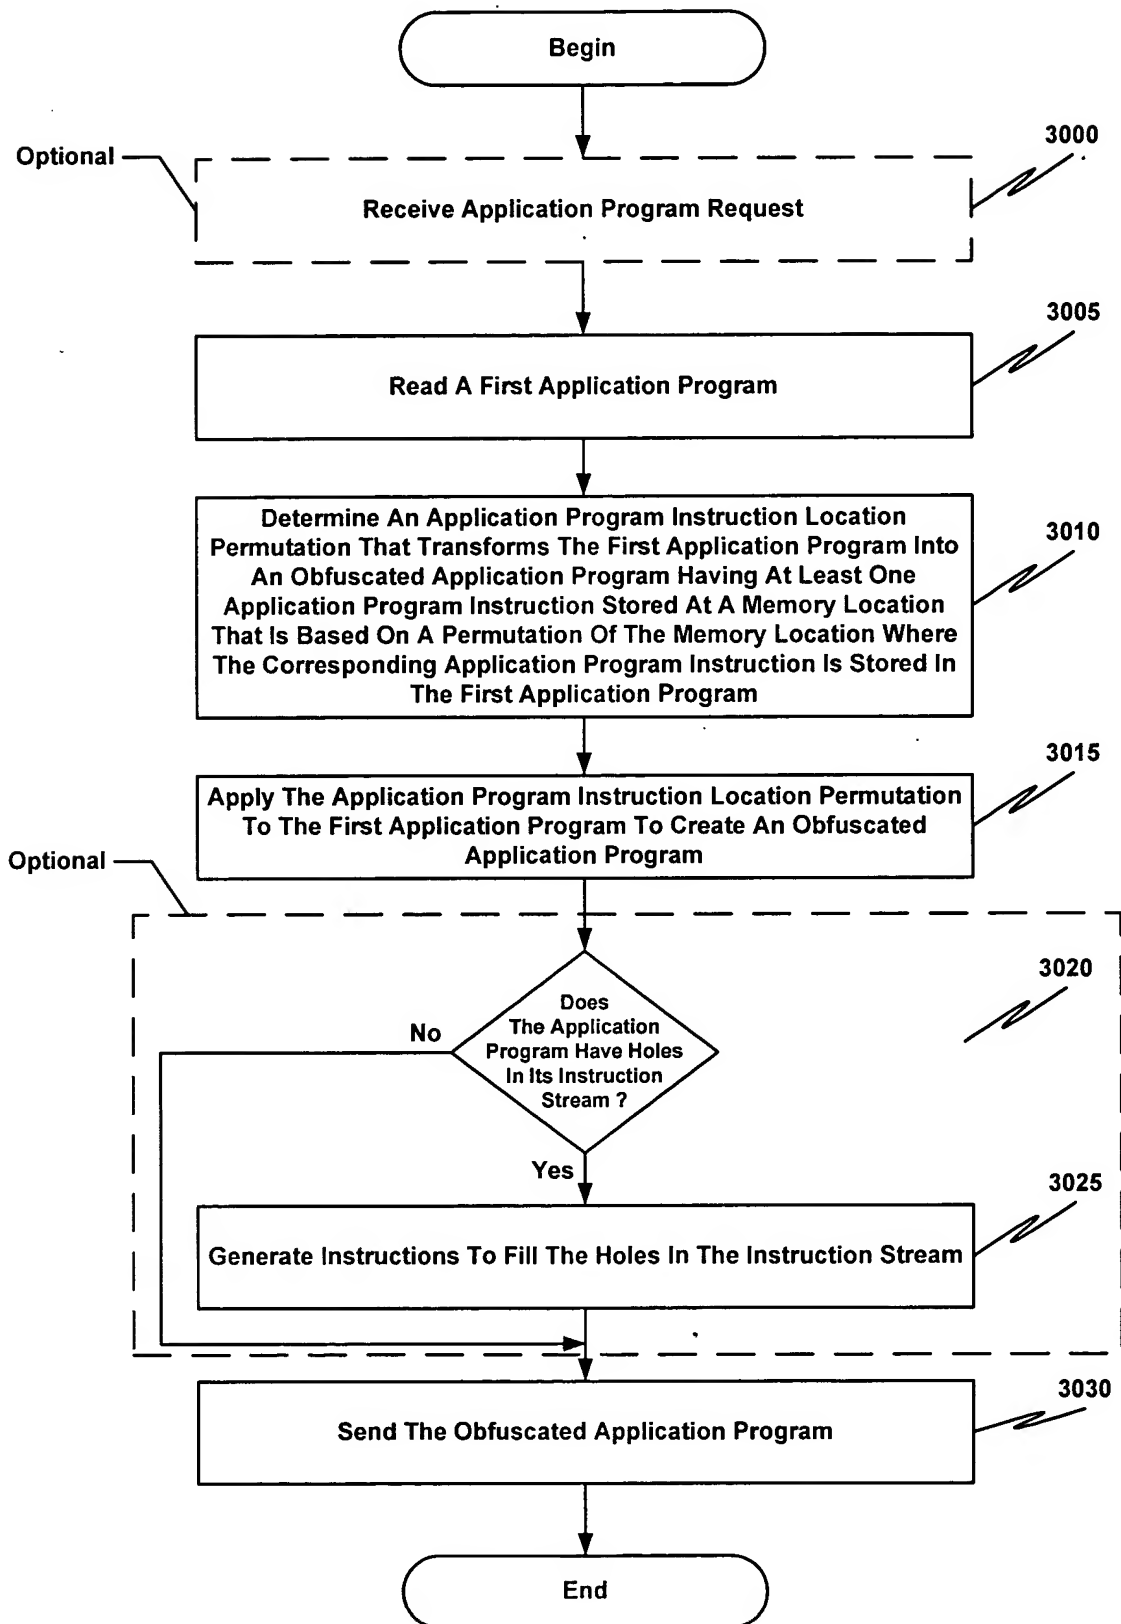 Begin
Optional
3000
Receive Application Program Request
3005
Read A First Application Program
3010
Determine An Application Program Instruction Location
Permutation That Transforms The First Application Program Into
An Obfuscated Application Program Having At Least One
Application Program Instruction Stored At A Memory Location
That Is Based On A Permutation Of The Memory Location Where
The Corresponding Application Program Instruction Is Stored In
The First Application Program
3015
Apply The Application Program Instruction Location Permutation
To The First Application Program To Create An Obfuscated
Application Program
Optional
3020
Does
The Application
Program Have Holes
In Its Instruction
Stream ?
No
Yes
3025
Generate Instructions To Fill The Holes In The Instruction Stream
3030
Send The Obfuscated Application Program
End